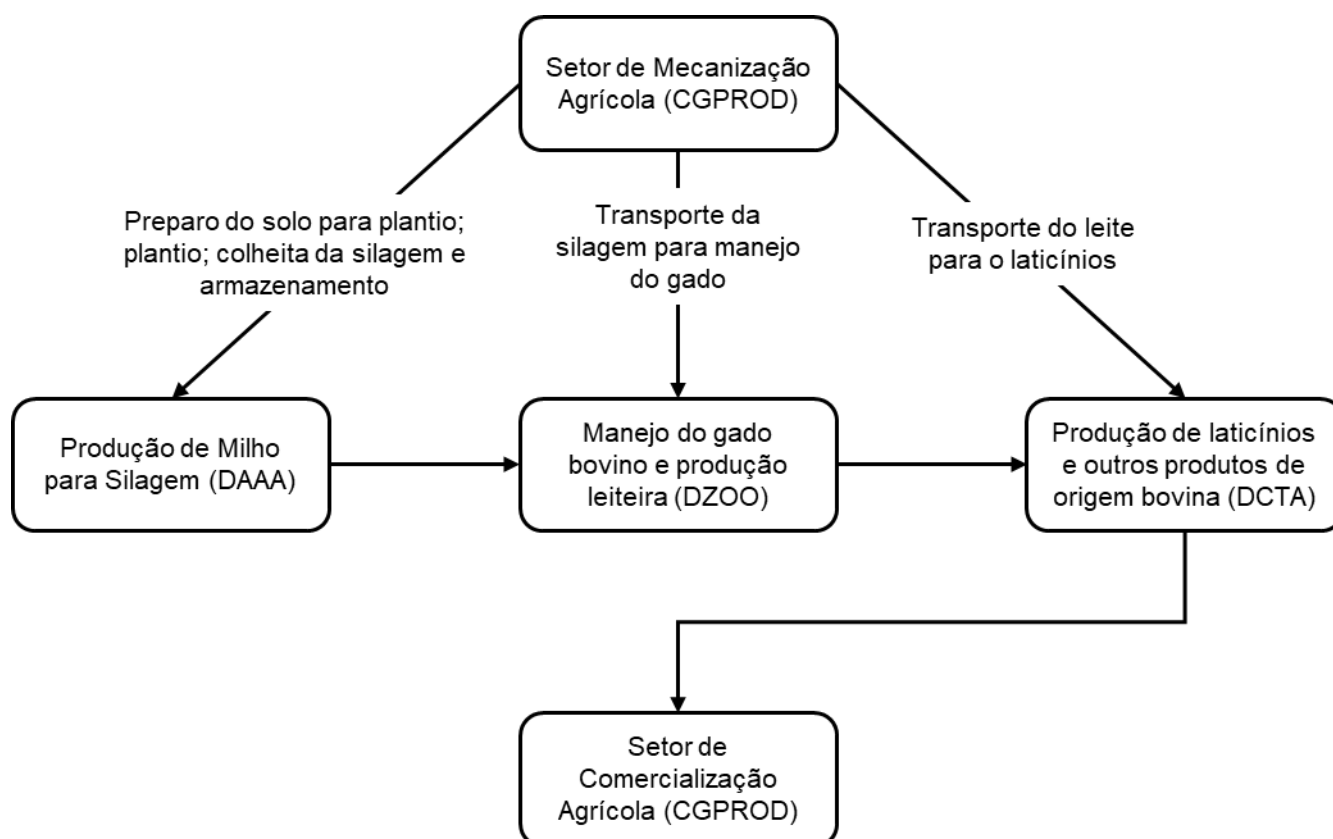 Setor de Mecanização
Agrícola (CGPROD)
Preparo do solo para plantio;
plantio; colheita da silagem e
armazenamento
Transporte da
silagem para manejo
do gado
Transporte do leite
para o laticínios
Produção de Milho
para Silagem (DAAA)
Manejo do gado
bovino e produção
leiteira (DZOO)
Produção de laticínios
e outros produtos de
origem bovina (DCTA)
Setor de
Comercialização
Agrícola (CGPROD)